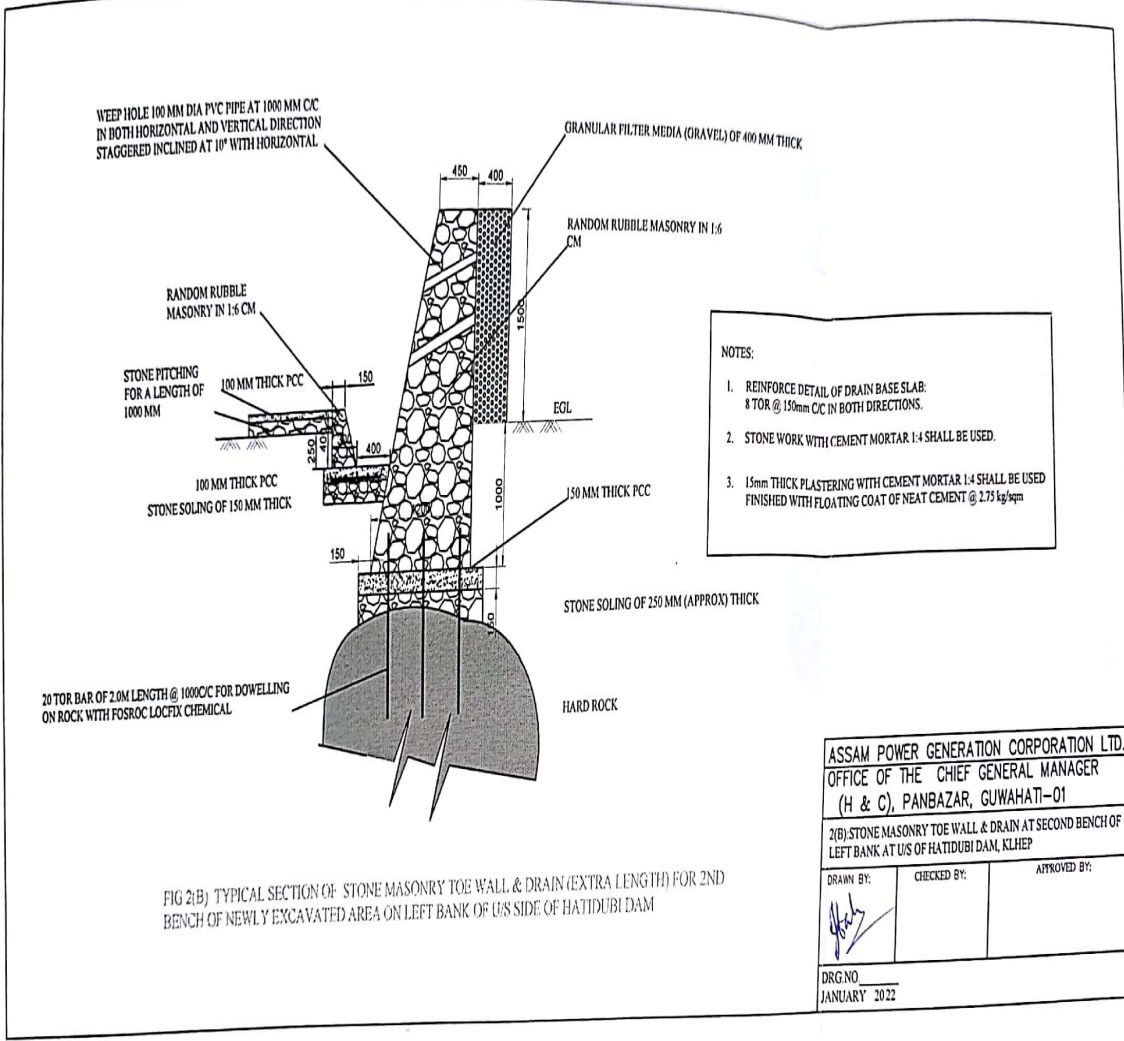 WEEP HOLE 100 MM DIA PVC PIPE AT 1000 MM C/C
IN BOTH HORIZONTAL AND VERTICAL DIRECTION
STAGGERED INCLINED AT 10° WITH HORIZONTAL
GRANULAR FILTER MEDIA (GRAVEL) OF 400 MM THICK
450
400
RANDOM RUBBLE MASONRY IN 1:6
CM
1500
RANDOM RUBBLE
MASONRY IN 1:6 CM
STONE PITCHING
FOR A LENGTH OF
1000 MM
100 MM THICK PCC
150
EGL
250
400
100 MM THICK PCC
STONE SOLING OF 150 MM THICK
1000
150 MM THICK PCC
150
STONE SOLING OF 250 MM (APPROX) THICK
20 TOR BAR OF 2.0M LENGTH @ 1000C/C FOR DOWELLING
ON ROCK WITH FOSROC LOCFIX CHEMICAL
HARD ROCK
NOTES:
1. REINFORCE DETAIL OF DRAIN BASE SLAB:
8 TOR @ 150mm C/C IN BOTH DIRECTIONS.
2. STONE WORK WITH CEMENT MORTAR 1:4 SHALL BE USED.
3. 15mm THICK PLASTERING WITH CEMENT MORTAR 1:4 SHALL BE USED
FINISHED WITH FLOATING COAT OF NEAT CEMENT @ 2.75 kg/sqm
FIG 2(B) TYPICAL SECTION OF STONE MASONRY TOE WALL & DRAIN (EXTRA LENGTH) FOR 2ND
BENCH OF NEWLY EXCAVATED AREA ON LEFT BANK OF U/S SIDE OF HATIDUBI DAM
ASSAM POWER GENERATION CORPORATION LTD.
OFFICE OF THE CHIEF GENERAL MANAGER
(H & C), PANBAZAR, GUWAHATI-01
2(B):STONE MASONRY TOE WALL & DRAIN AT SECOND BENCH OF
LEFT BANK AT U/S OF HATIDUBI DAM, KLHEP
DRAWN BY:
CHECKED BY:
APPROVED BY:
DRG.NO.
JANUARY 2022